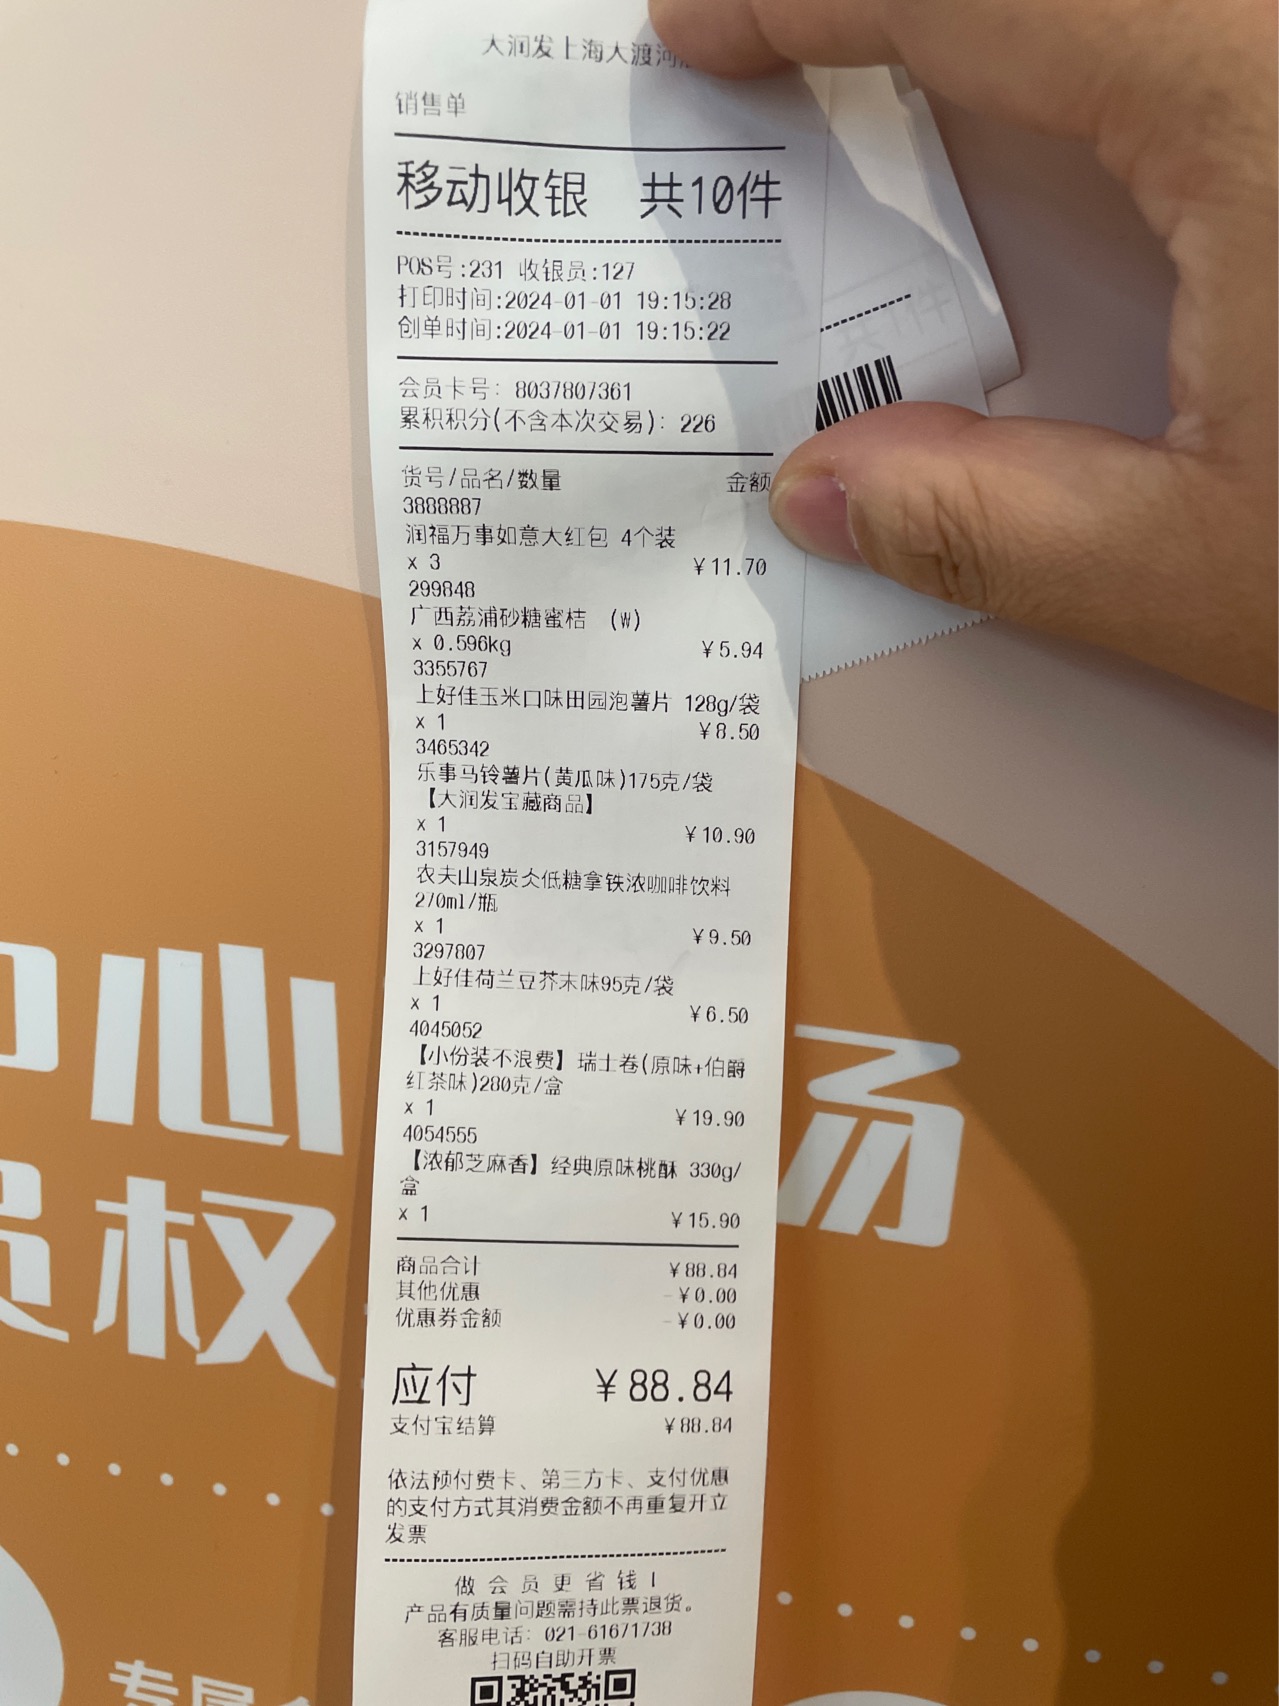 大润发上海大渡河
销售单
移动收银 共10件
POS号:231 收银员:127
打印时间:2024-01-01 19:15:28
创单时间:2024-01-01 19:15:22
会员卡号: 8037807361
累积积分(不含本次交易): 226
货号/品名/数量 金额
3888887
润福万事如意大红包 4个装
x 3 ¥11.70
299848
广西荔浦砂糖蜜桔 (W)
x 0.596kg ¥5.94
3355767
上好佳玉米口味田园泡薯片 128g/袋
x 1 ¥8.50
3465342
乐事马铃薯片(黄瓜味)175克/袋
【大润发宝藏商品】
x 1 ¥10.90
3157949
农夫山泉炭仌低糖拿铁浓咖啡饮料
270ml/瓶
x 1 ¥9.50
3297807
上好佳荷兰豆芥末味95克/袋
x 1 ¥6.50
4045052
【小份装不浪费】瑞士卷(原味+伯爵
红茶味)280克/盒
x 1 ¥19.90
4054555
【浓郁芝麻香】经典原味桃酥 330g/
盒
x 1 ¥15.90
商品合计 ¥88.84
其他优惠 -¥0.00
优惠券金额 -¥0.00
应付 ¥88.84
支付宝结算 ¥88.84
依法预付费卡、第三方卡、支付优惠
的支付方式其消费金额不再重复开立
发票
做会员更省钱!
产品有质量问题需持此票退货。
客服电话: 021-61671738
扫码自助开票
心
权
场
专属